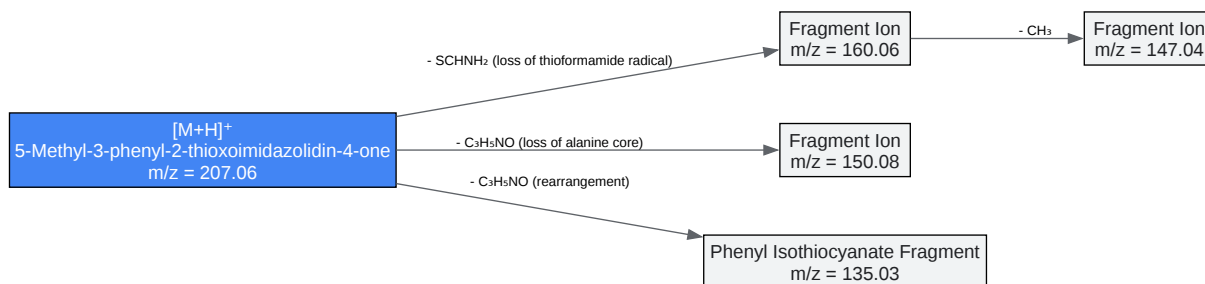 Fragment Ion
m/z = 160.06
- CH₃
Fragment Ion
m/z = 147.04
- SCHNH₂ (loss of thioformamide radical)
[M+H]⁺
5-Methyl-3-phenyl-2-thioxoimidazolidin-4-one
m/z = 207.06
- C₃H₅NO (loss of alanine core)
Fragment Ion
m/z = 150.08
- C₃H₅NO (rearrangement)
Phenyl Isothiocyanate Fragment
m/z = 135.03